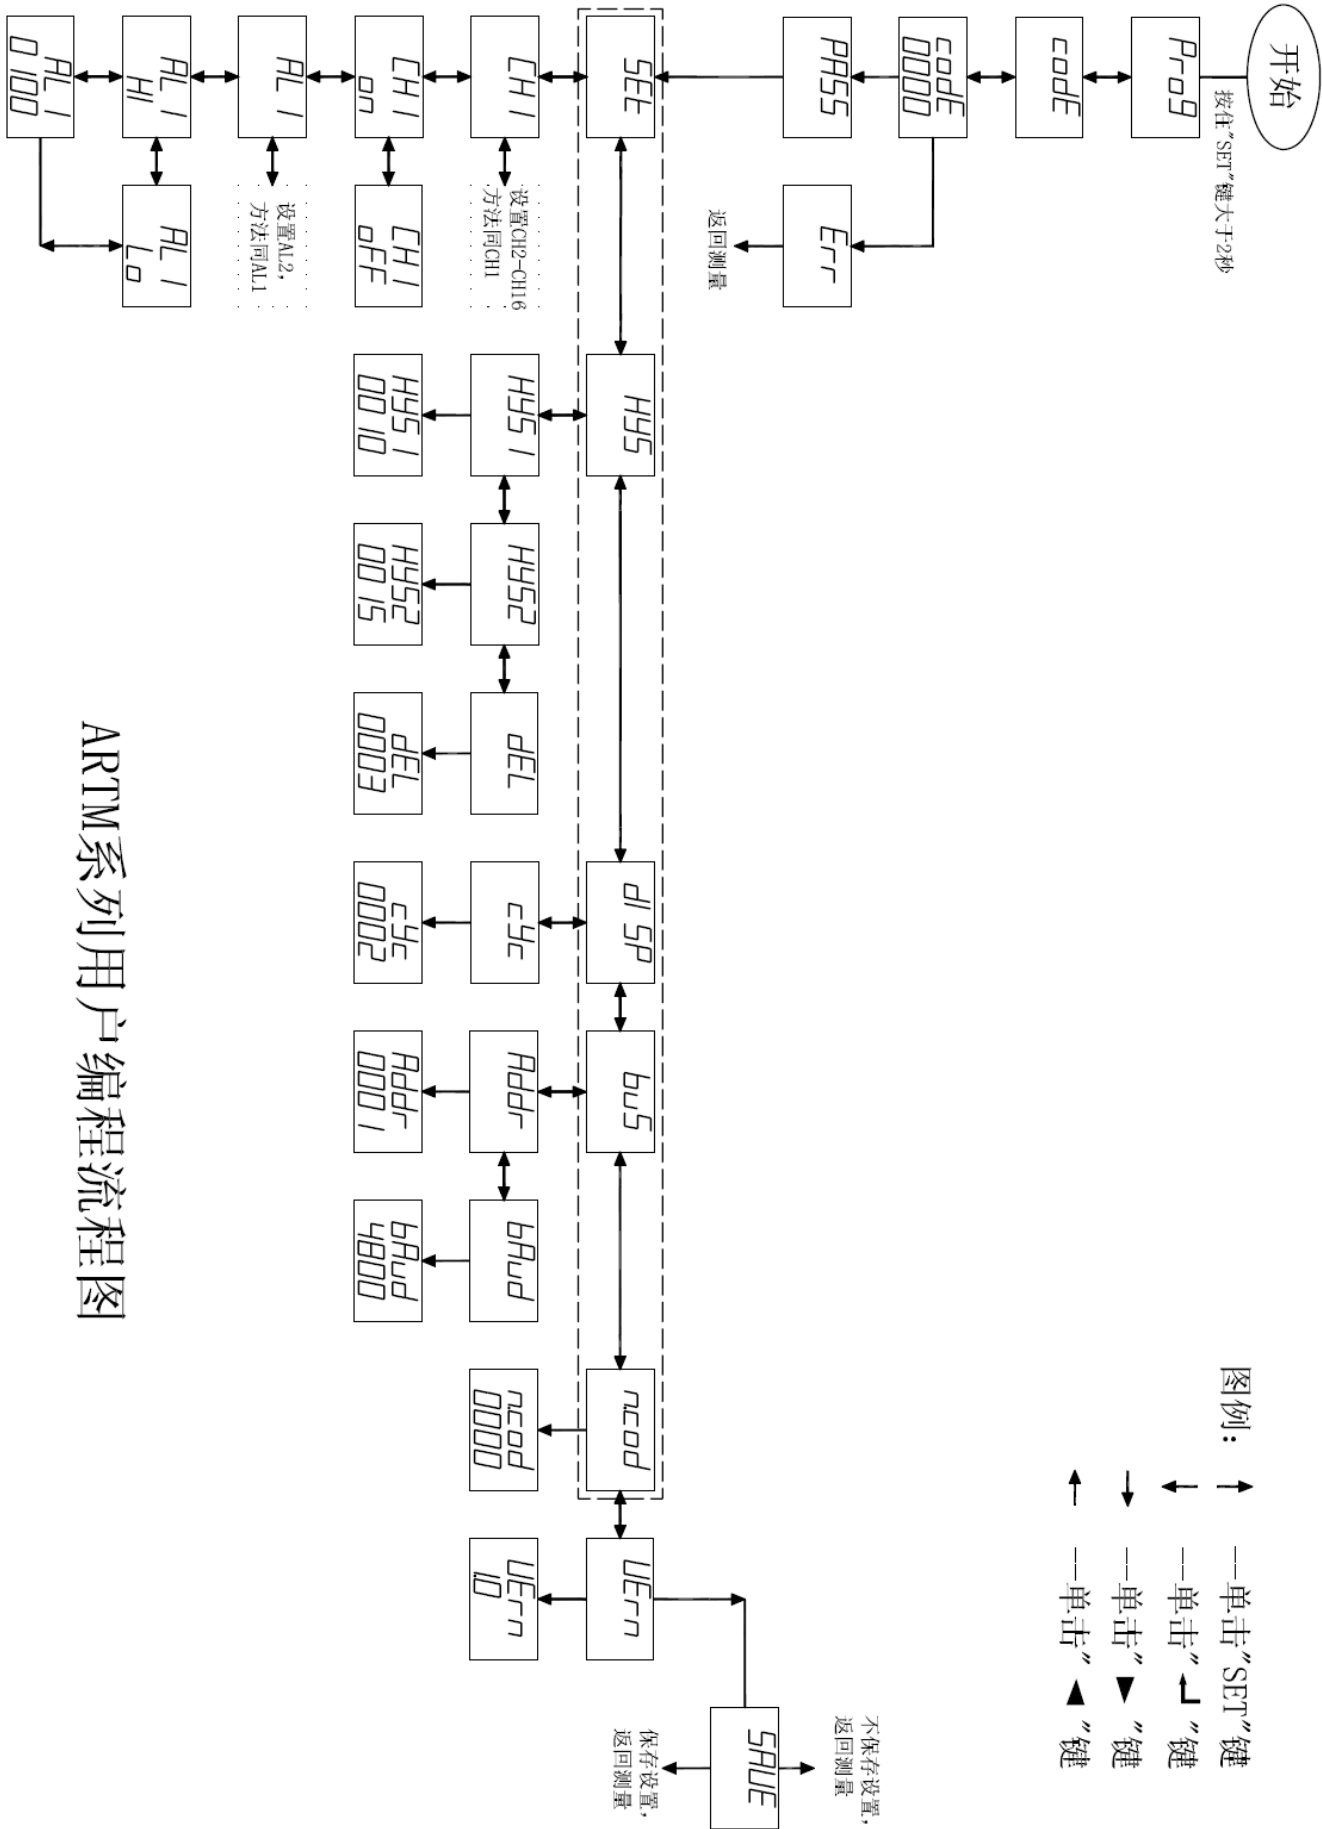 开始
按住"SET"键大于2秒
Prog
codE
codE
0000
PASS
Err
返回测量
SEt
HYS
dISP
buS
n.cod
VErn
SAVE
不保存设置,
返回测量
保存设置,
返回测量
CH1
设置CH2-CH16
方法同CH1
HYS1
HYS2
dEL
cYc
Addr
bAud
n.cod
0000
VErn
1.0
CH1
on
CH1
oFF
HYS1
0010
HYS2
0015
dEL
0003
cYc
0002
Addr
0001
bAud
4800
AL1
设置AL2,
方法同AL1
AL1
HI
AL1
Lo
AL1
0100
图例:
——单击"SET"键
——单击" "键
——单击"◀"键
——单击"▶"键
ARTM系列用户编程流程图